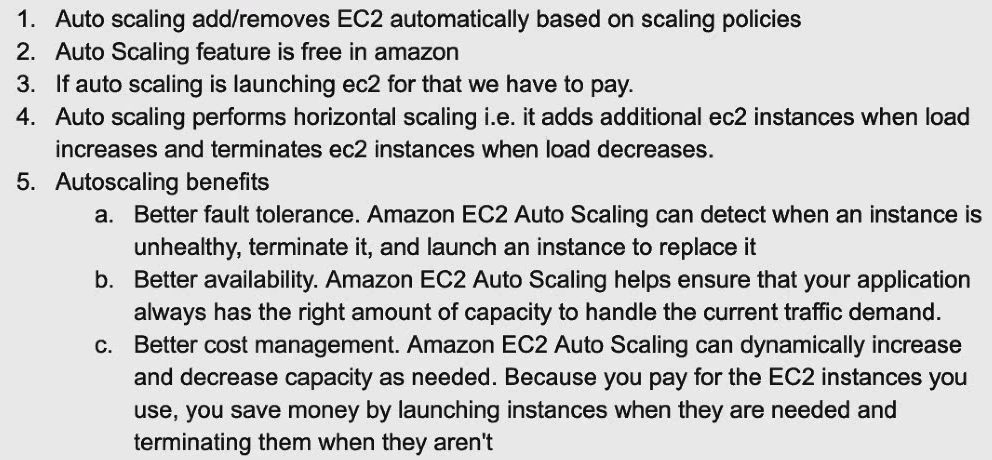 1. Auto scaling add/removes EC2 automatically based on scaling policies
2. Auto Scaling feature is free in amazon
3. If auto scaling is launching ec2 for that we have to pay.
4. Auto scaling performs horizontal scaling i.e. it adds additional ec2 instances when load
increases and terminates ec2 instances when load decreases.
5. Autoscaling benefits
a. Better fault tolerance. Amazon EC2 Auto Scaling can detect when an instance is
unhealthy, terminate it, and launch an instance to replace it
b. Better availability. Amazon EC2 Auto Scaling helps ensure that your application
always has the right amount of capacity to handle the current traffic demand.
c. Better cost management. Amazon EC2 Auto Scaling can dynamically increase
and decrease capacity as needed. Because you pay for the EC2 instances you
use, you save money by launching instances when they are needed and
terminating them when they aren't